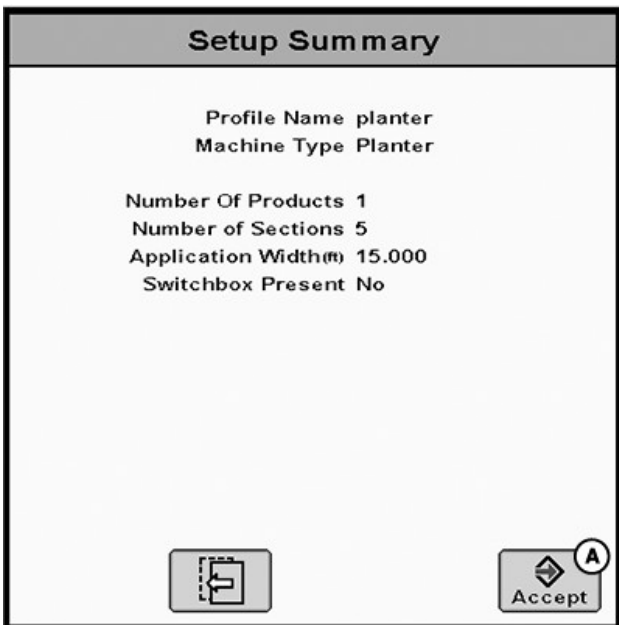 Setup Summary
Profile Name planter
Machine Type Planter
Number Of Products 1
Number of Sections 5
Application Width(ft) 15.000
Switchbox Present No
A
Accept